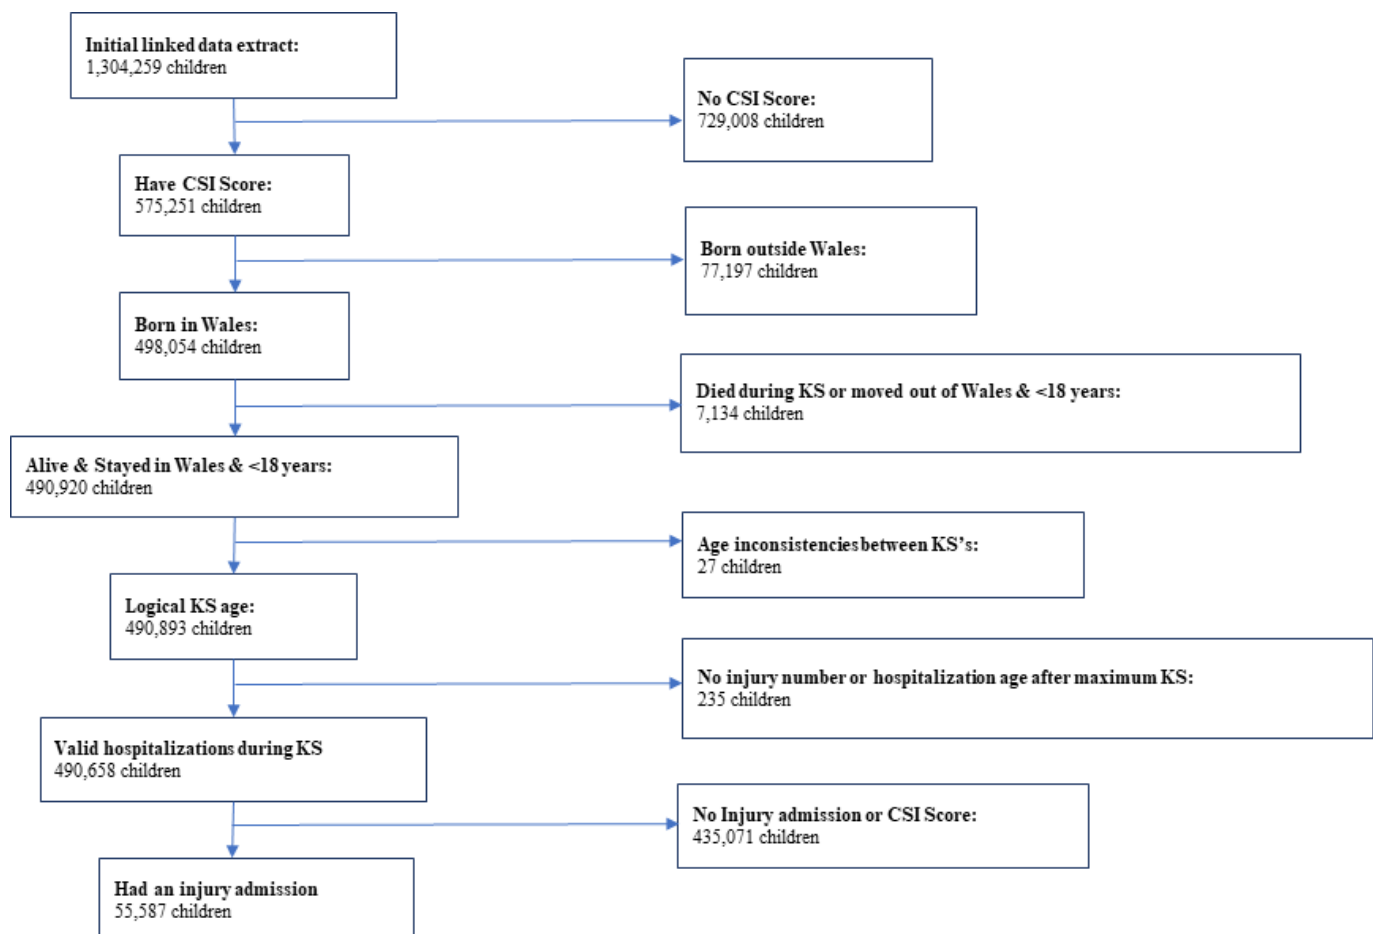 Initial linked data extract:
1,304,259 children
No CSI Score:
729,008 children
Have CSI Score:
575,251 children
Born outside Wales:
77,197 children
Born in Wales:
498,054 children
Died during KS or moved out of Wales & <18 years:
7,134 children
Alive & Stayed in Wales & <18 years:
490,920 children
Age inconsistencies between KS's:
27 children
Logical KS age:
490,893 children
No injury number or hospitalization age after maximum KS:
235 children
Valid hospitalizations during KS
490,658 children
No Injury admission or CSI Score:
435,071 children
Had an injury admission
55,587 children